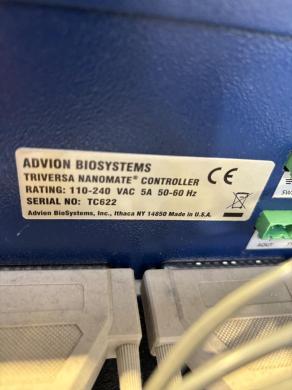 ADVION BIOSYSTEMS
TRIVERSA NANOMATE® CONTROLLER
RATING: 110-240 VAC 5A 50-60 Hz
SERIAL NO: TC622
Advion BioSystems, Inc., Ithaca NY 14850 Made in U.S.A.
CE